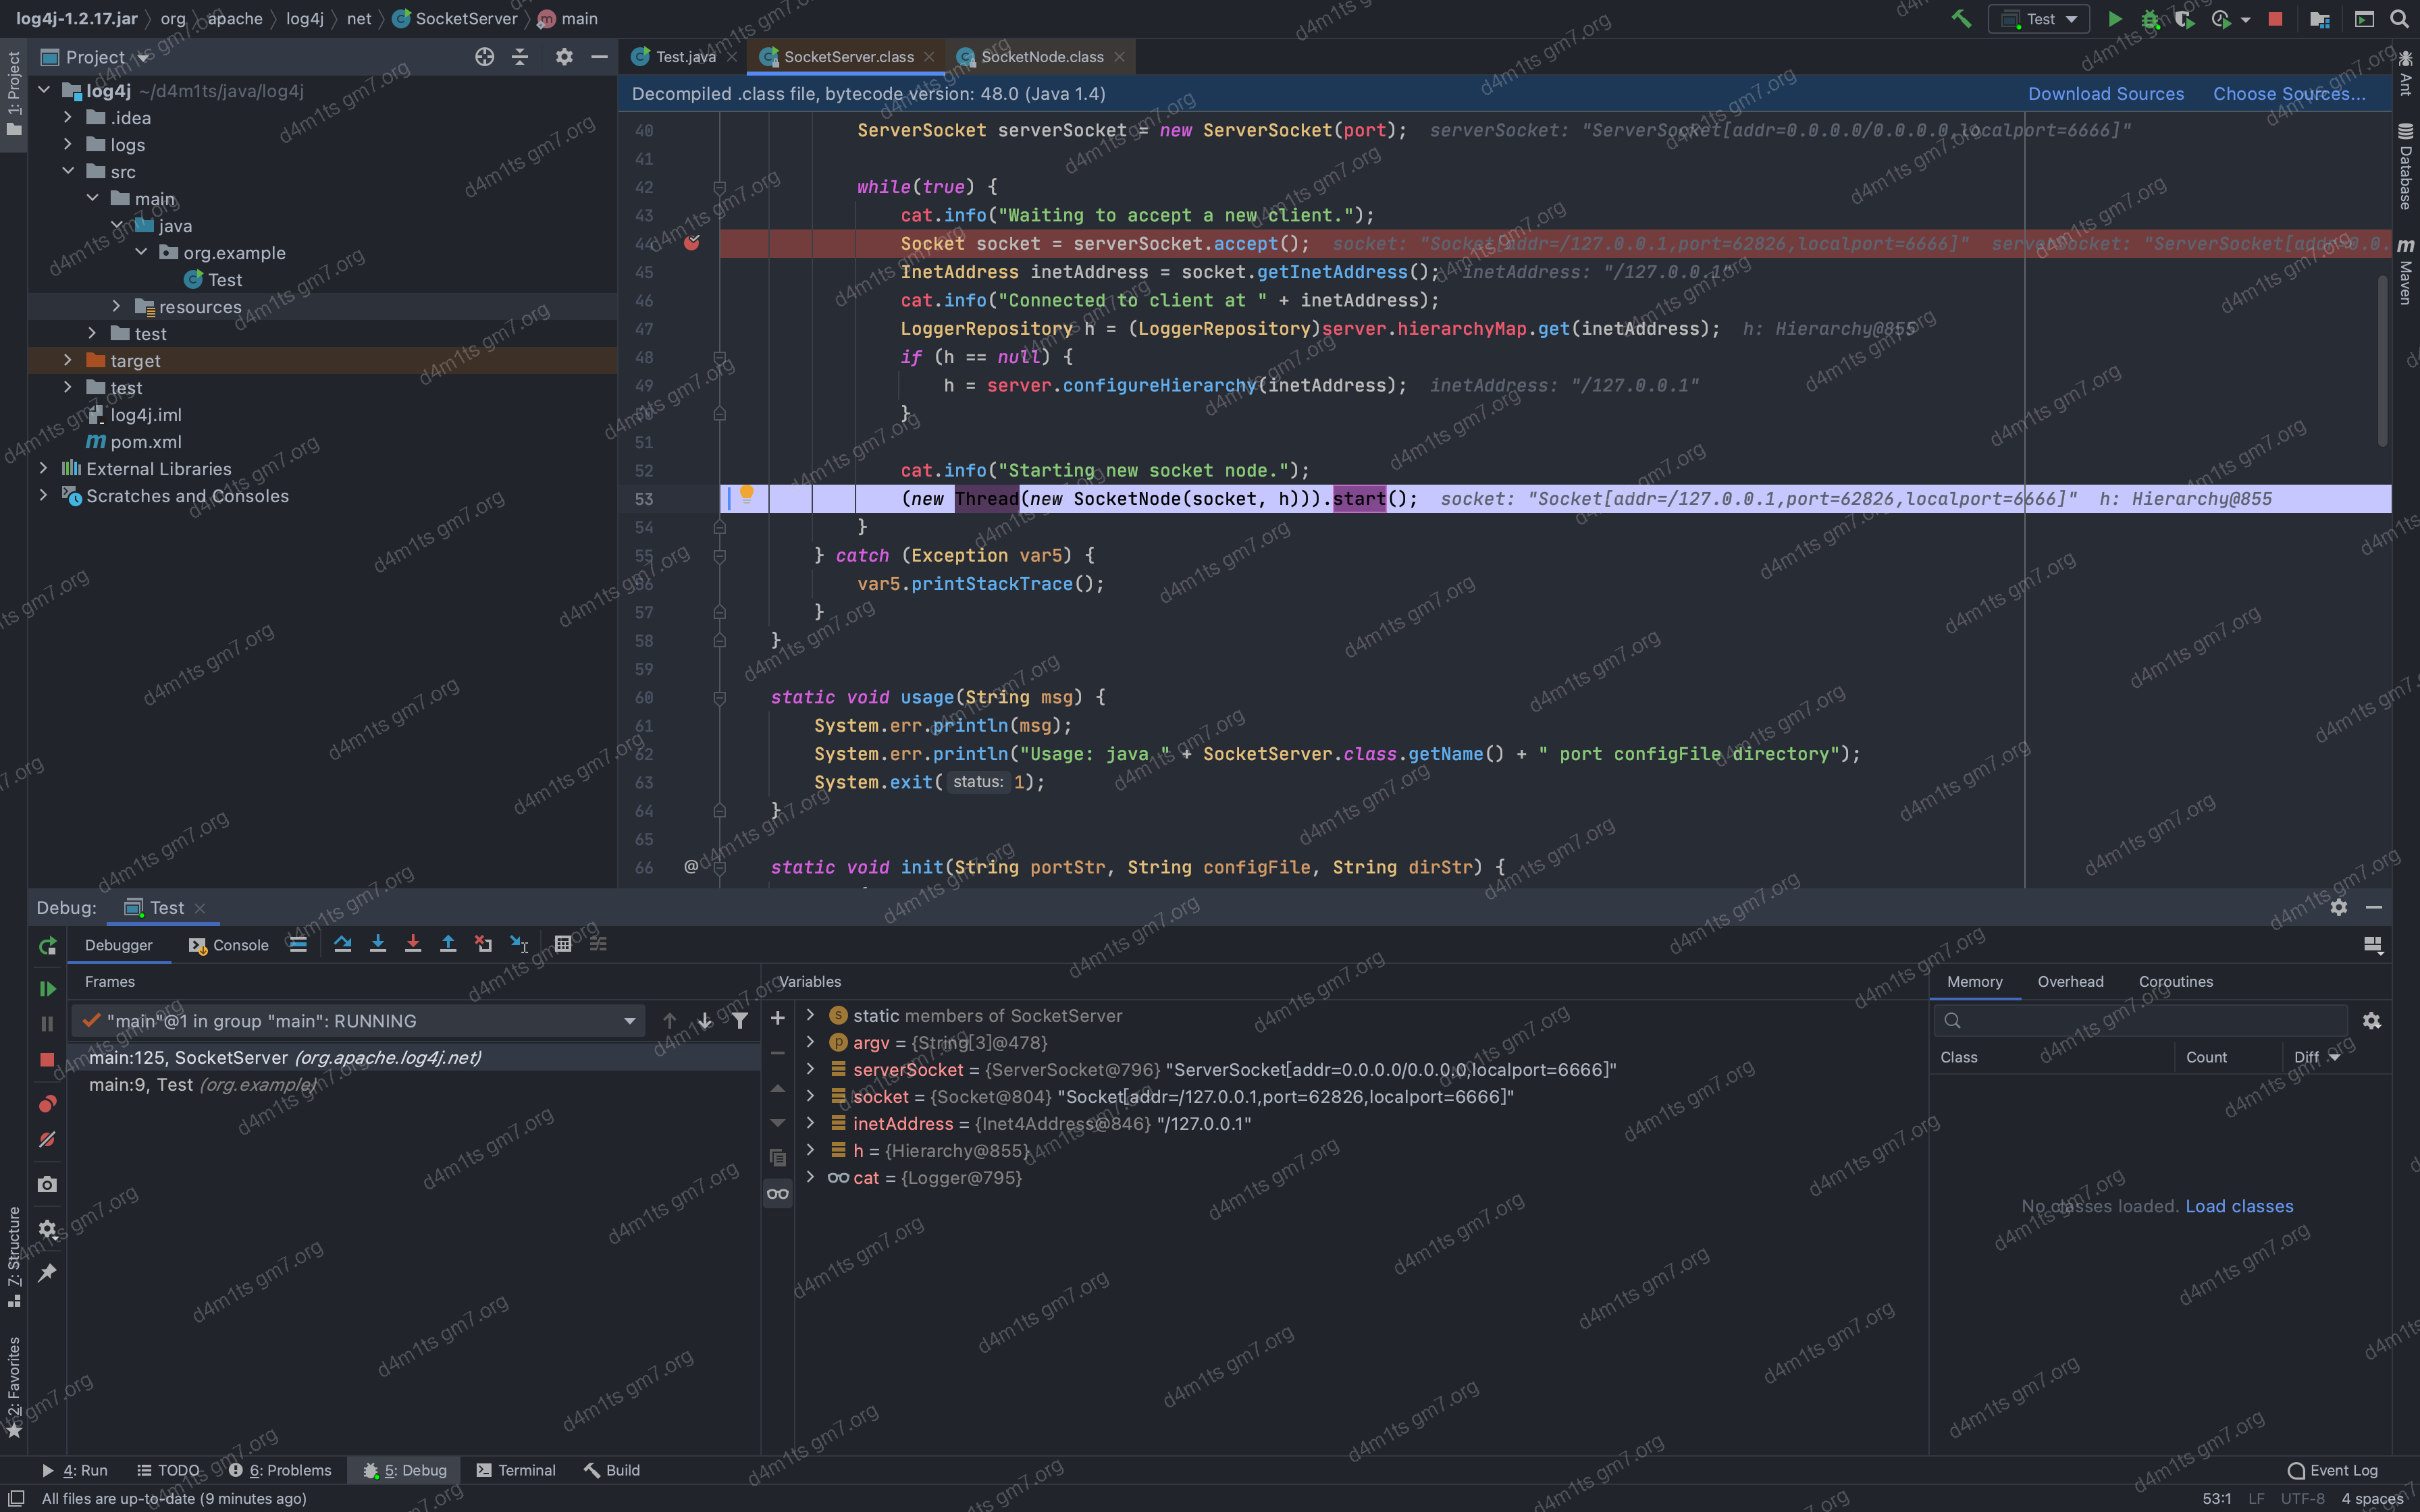 log4j-1.2.17.jar org apache log4j net SocketServer main
Test
1: Project
Project
log4j ~/d4m1ts/java/log4j
.idea
logs
src
main
java
org.example
Test
resources
test
target
test
log4j.iml
pom.xml
External Libraries
Scratches and Consoles
Test.java SocketServer.class SocketNode.class
Decompiled .class file, bytecode version: 48.0 (Java 1.4) Download Sources Choose Sources...
40 ServerSocket serverSocket = new ServerSocket(port); serverSocket: "ServerSocket[addr=0.0.0.0/0.0.0.0,localport=6666]"
41
42 while(true) {
43 cat.info("Waiting to accept a new client.");
44 Socket socket = serverSocket.accept(); socket: "Socket[addr=/127.0.0.1,port=62826,localport=6666]" serverSocket: "ServerSocket[addr=0.0.
45 InetAddress inetAddress = socket.getInetAddress(); inetAddress: "/127.0.0.1"
46 cat.info("Connected to client at " + inetAddress);
47 LoggerRepository h = (LoggerRepository)server.hierarchyMap.get(inetAddress); h: Hierarchy@855
48 if (h == null) {
49 h = server.configureHierarchy(inetAddress); inetAddress: "/127.0.0.1"
50 }
51
52 cat.info("Starting new socket node.");
53 (new Thread(new SocketNode(socket, h))).start(); socket: "Socket[addr=/127.0.0.1,port=62826,localport=6666]" h: Hierarchy@855
54 }
55 } catch (Exception var5) {
56 var5.printStackTrace();
57 }
58 }
59
60 static void usage(String msg) {
61 System.err.println(msg);
62 System.err.println("Usage: java " + SocketServer.class.getName() + " port configFile directory");
63 System.exit( status: 1);
64 }
65
66 @ static void init(String portStr, String configFile, String dirStr) {
Ant
Database
Maven
Debug: Test
Debugger Console
Frames
"main"@1 in group "main": RUNNING
main:125, SocketServer (org.apache.log4j.net)
main:9, Test (org.example)
Variables
static members of SocketServer
argv = {String[3]@478}
serverSocket = {ServerSocket@796} "ServerSocket[addr=0.0.0.0/0.0.0.0,localport=6666]"
socket = {Socket@804} "Socket[addr=/127.0.0.1,port=62826,localport=6666]"
inetAddress = {Inet4Address@846} "/127.0.0.1"
h = {Hierarchy@855}
cat = {Logger@795}
Memory Overhead Coroutines
Class Count Diff
No classes loaded. Load classes
7: Structure
2: Favorites
4: Run TODO 6: Problems 5: Debug Terminal Build Event Log
All files are up-to-date (9 minutes ago) 53:1 LF UTF-8 4 spaces
d4m1ts gm7.org